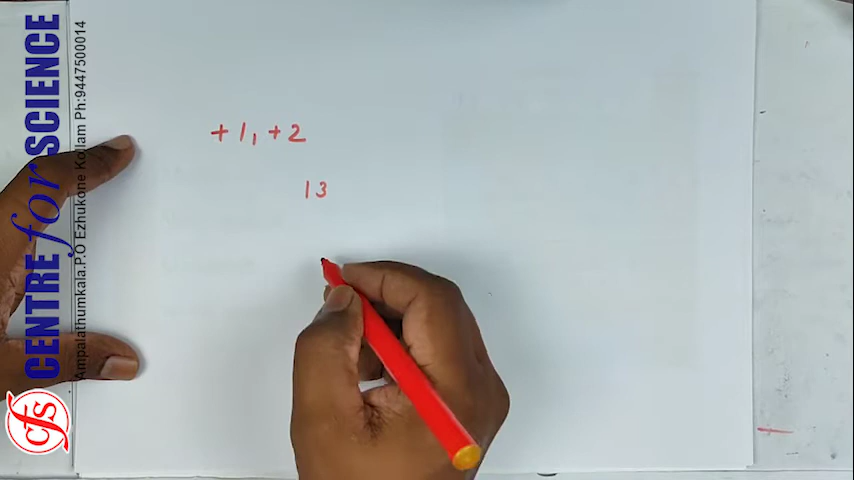 +1, +2
13
CENTRE for SCIENCE
Ampalathumkala.P.O Ezhukone Kollam Ph:9447500014
cfs